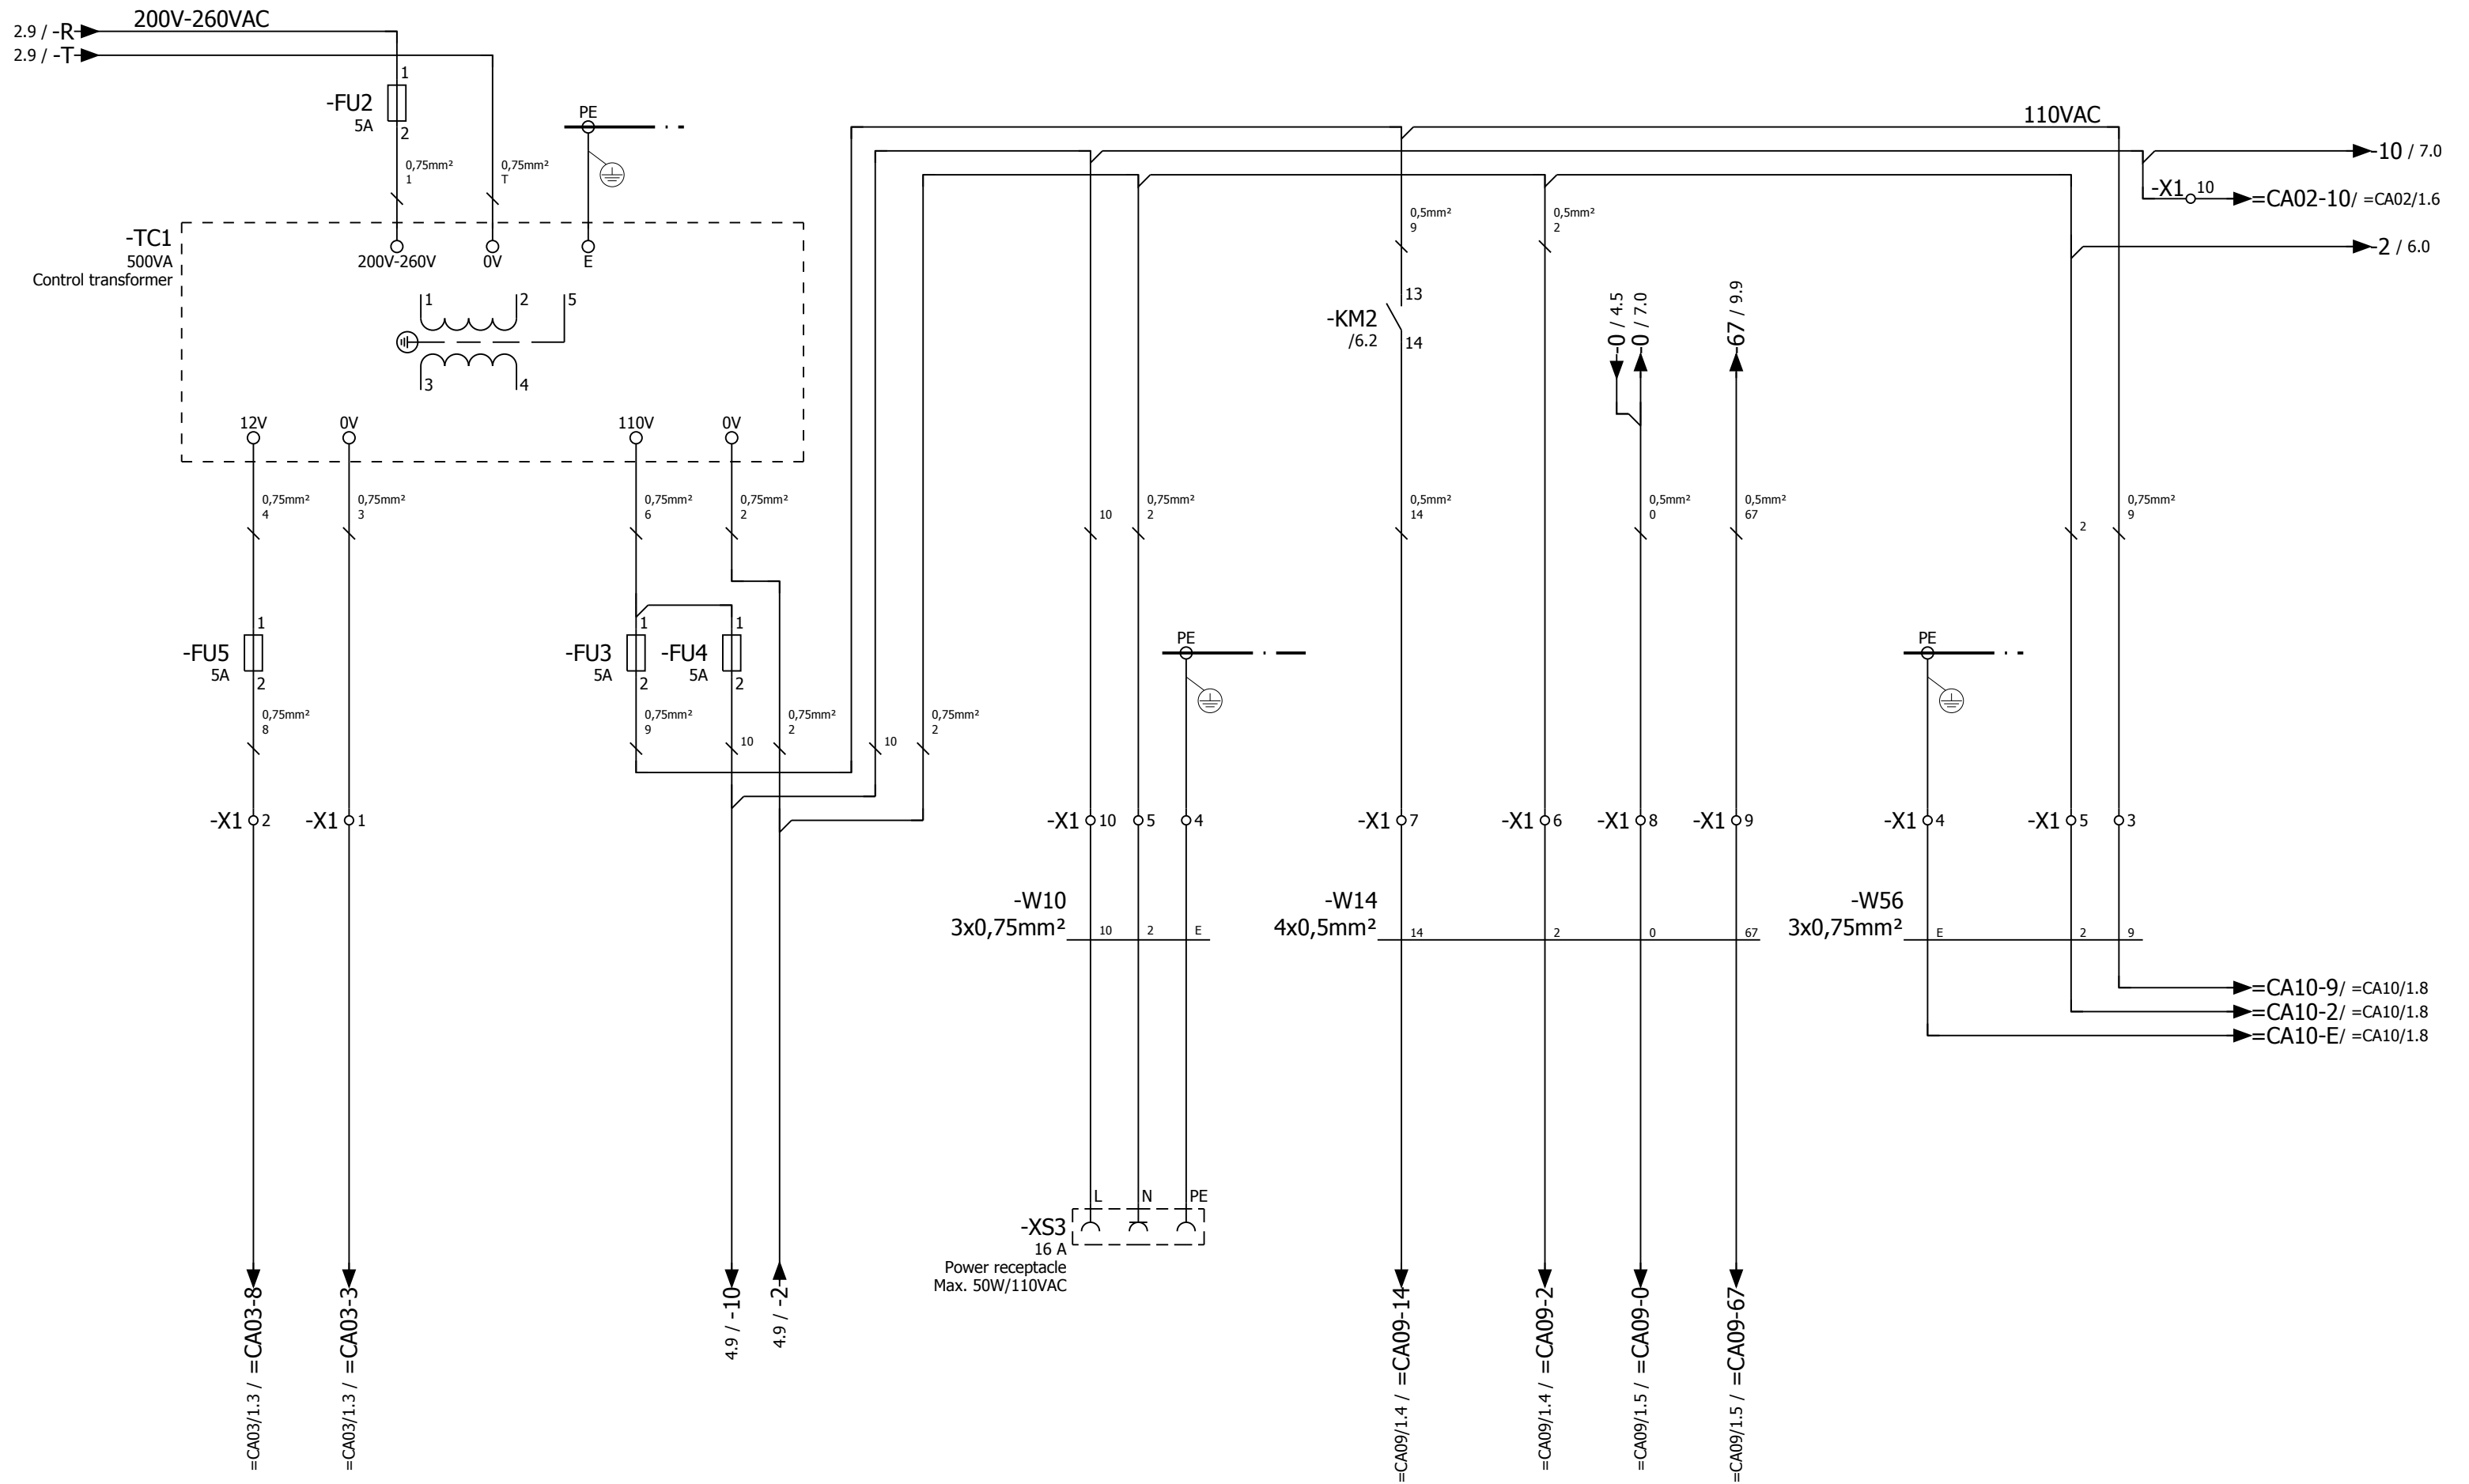 200V-260VAC
2.9 / -R
2.9 / -T
1
-FU2
5A
2
PE
110VAC
-10 / 7.0
-X1 10
=CA02-10/ =CA02/1.6
-2 / 6.0
0,75mm²
1
0,75mm²
T
0,5mm²
9
0,5mm²
2
-TC1
500VA
Control transformer
200V-260V
0V
E
1
2
5
3
4
13
-KM2
/6.2
14
-0 / 4.5
-0 / 7.0
-67 / 9.9
12V
0V
110V
0V
0,75mm²
4
0,75mm²
3
0,75mm²
6
0,75mm²
2
10
0,75mm²
2
0,5mm²
14
0,5mm²
0
0,5mm²
67
2
0,75mm²
9
1
-FU5
5A
2
1
-FU3
5A
2
1
-FU4
5A
2
PE
PE
0,75mm²
8
0,75mm²
9
10
0,75mm²
2
10
0,75mm²
2
-X1 2
-X1 1
-X1 10 5 4
-X1 7
-X1 6
-X1 8
-X1 9
-X1 4
-X1 5 3
-W10
3x0,75mm²
10 2 E
-W14
4x0,5mm²
14 2 0 67
-W56
3x0,75mm²
E 2 9
=CA10-9/ =CA10/1.8
=CA10-2/ =CA10/1.8
=CA10-E/ =CA10/1.8
L N PE
-XS3
16 A
Power receptacle
Max. 50W/110VAC
=CA03/1.3 / =CA03-8
=CA03/1.3 / =CA03-3
4.9 / -10
4.9 / -2
=CA09/1.4 / =CA09-14
=CA09/1.4 / =CA09-2
=CA09/1.5 / =CA09-0
=CA09/1.5 / =CA09-67